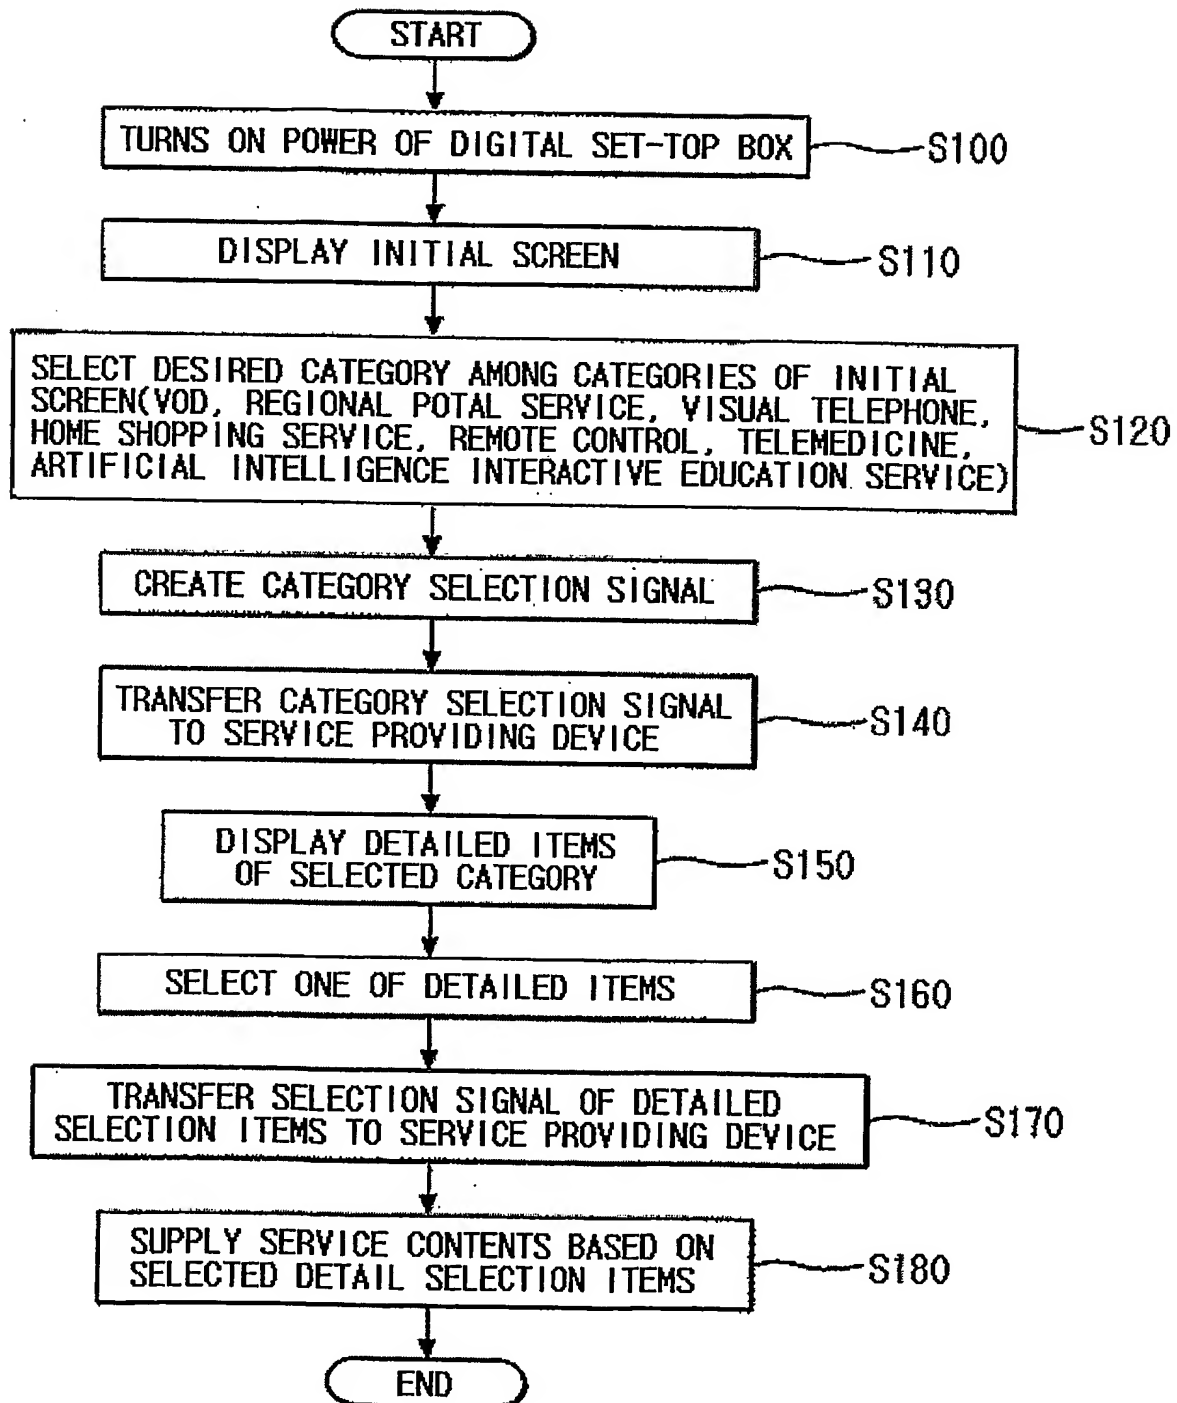 START
TURNS ON POWER OF DIGITAL SET-TOP BOX
S100
DISPLAY INITIAL SCREEN
S110
SELECT DESIRED CATEGORY AMONG CATEGORIES OF INITIAL
SCREEN(VOD, REGIONAL POTAL SERVICE, VISUAL TELEPHONE,
HOME SHOPPING SERVICE, REMOTE CONTROL, TELEMEDICINE,
ARTIFICIAL INTELLIGENCE INTERACTIVE EDUCATION SERVICE)
S120
CREATE CATEGORY SELECTION SIGNAL
S130
TRANSFER CATEGORY SELECTION SIGNAL
TO SERVICE PROVIDING DEVICE
S140
DISPLAY DETAILED ITEMS
OF SELECTED CATEGORY
S150
SELECT ONE OF DETAILED ITEMS
S160
TRANSFER SELECTION SIGNAL OF DETAILED
SELECTION ITEMS TO SERVICE PROVIDING DEVICE
S170
SUPPLY SERVICE CONTENTS BASED ON
SELECTED DETAIL SELECTION ITEMS
S180
END